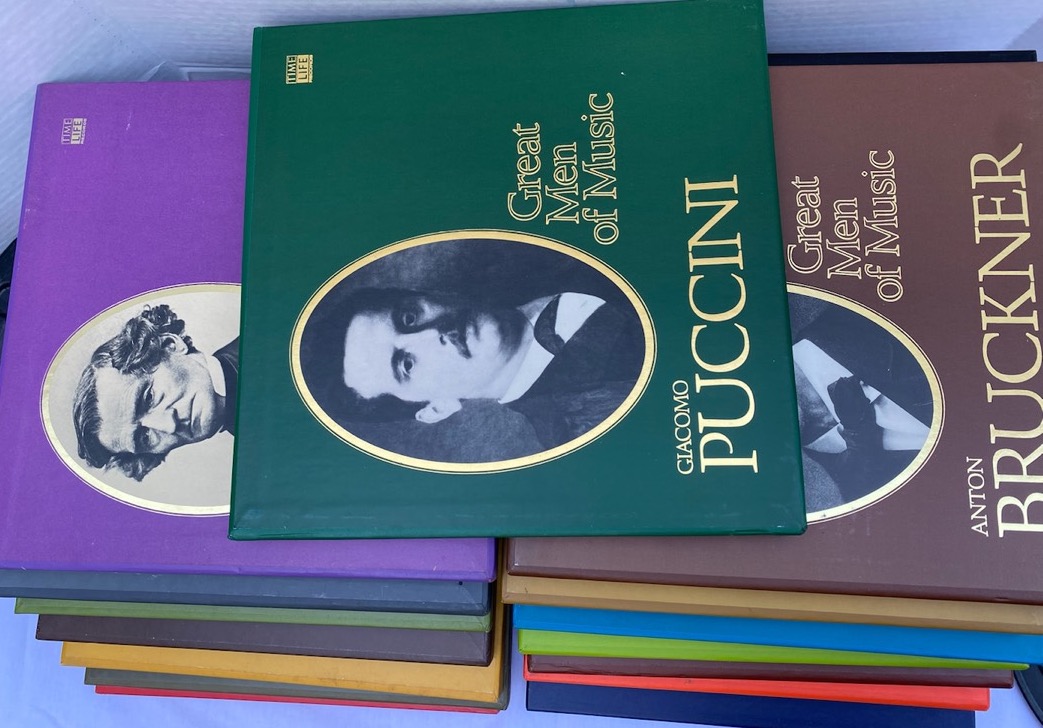 TIME
LIFE
TIME
LIFE
Great
Men
of Music
GIACOMO
PUCCINI
Great
Men
of Music
ANTON
BRUCKNER